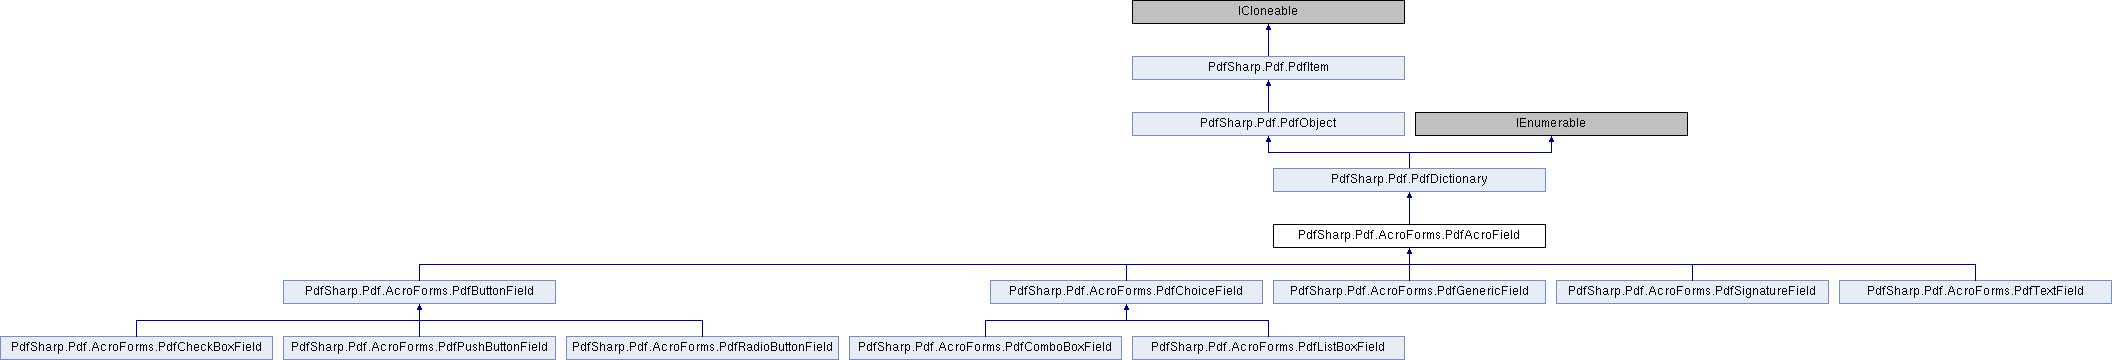 ICloneable
PdfSharp.Pdf.PdfItem
PdfSharp.Pdf.PdfObject
IEnumerable
PdfSharp.Pdf.PdfDictionary
PdfSharp.Pdf.AcroForms.PdfAcroField
PdfSharp.Pdf.AcroForms.PdfButtonField
PdfSharp.Pdf.AcroForms.PdfChoiceField
PdfSharp.Pdf.AcroForms.PdfGenericField
PdfSharp.Pdf.AcroForms.PdfSignatureField
PdfSharp.Pdf.AcroForms.PdfTextField
PdfSharp.Pdf.AcroForms.PdfCheckBoxField
PdfSharp.Pdf.AcroForms.PdfPushButtonField
PdfSharp.Pdf.AcroForms.PdfRadioButtonField
PdfSharp.Pdf.AcroForms.PdfComboBoxField
PdfSharp.Pdf.AcroForms.PdfListBoxField